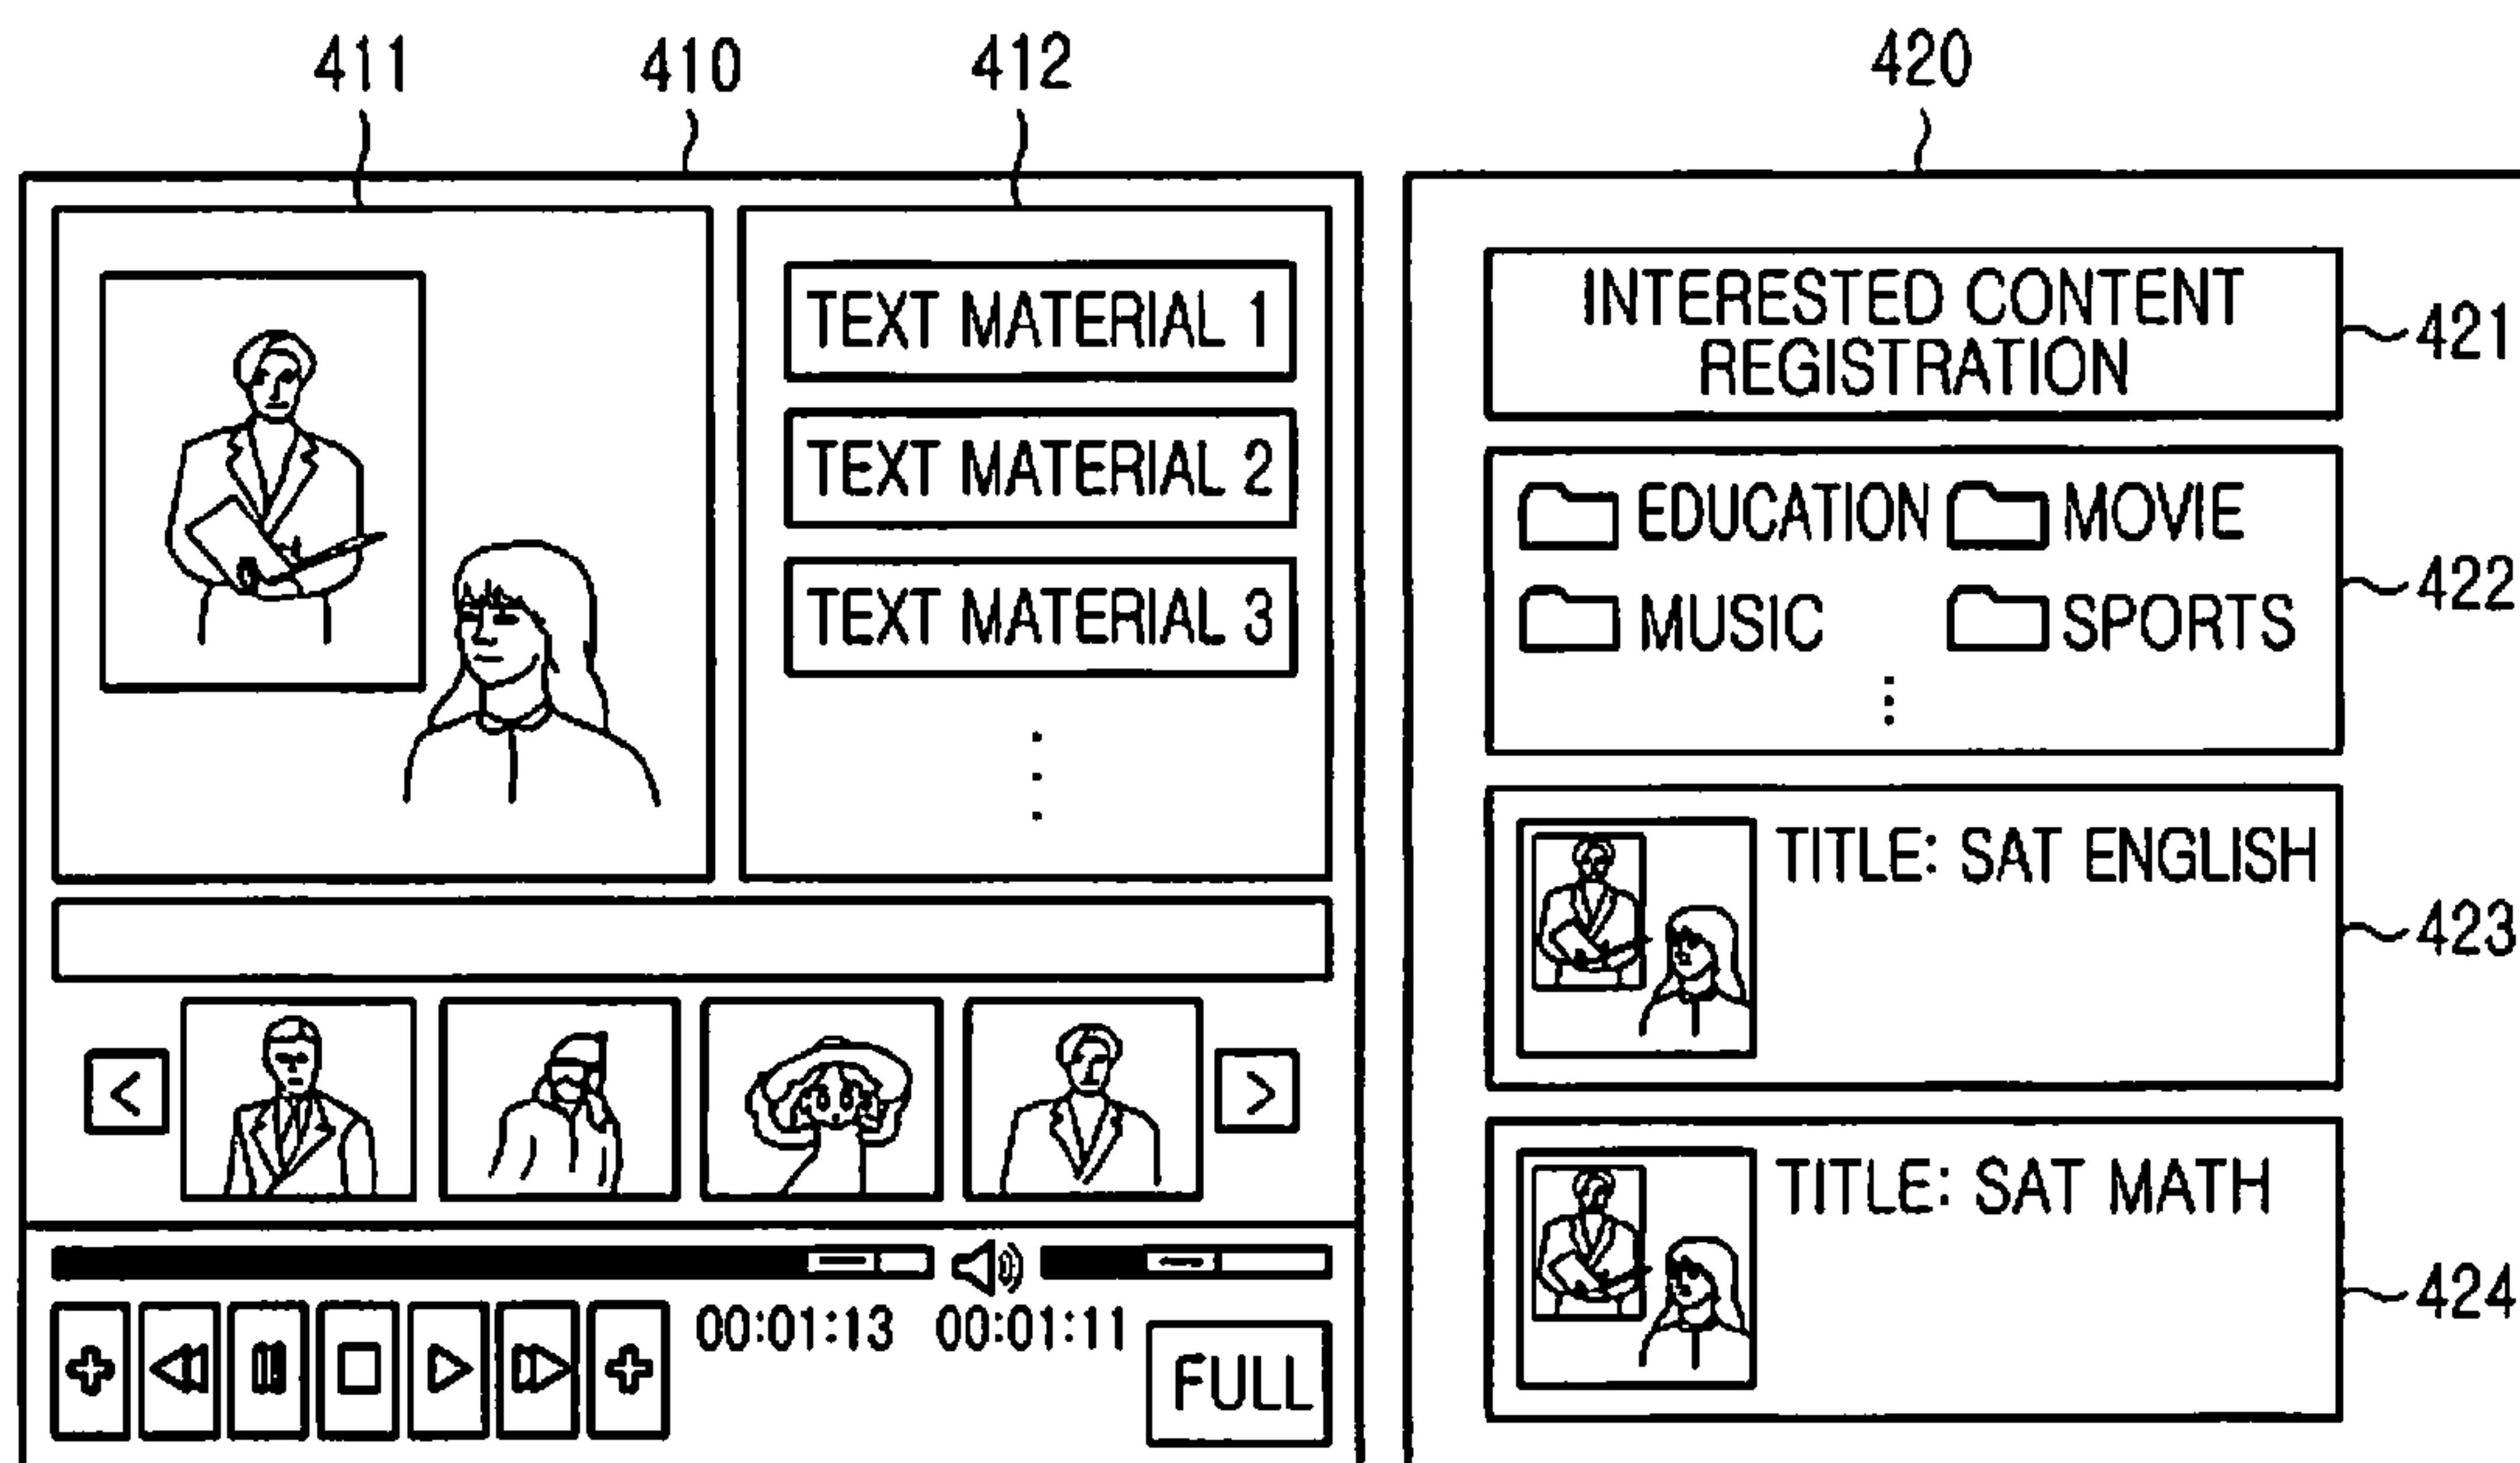 411
410
412
420
TEXT MATERIAL 1
TEXT MATERIAL 2
TEXT MATERIAL 3
<
>
00:01:13
00:01:11
FULL
INTERESTED CONTENT
REGISTRATION
421
EDUCATION
MOVIE
MUSIC
SPORTS
422
TITLE: SAT ENGLISH
423
TITLE: SAT MATH
424